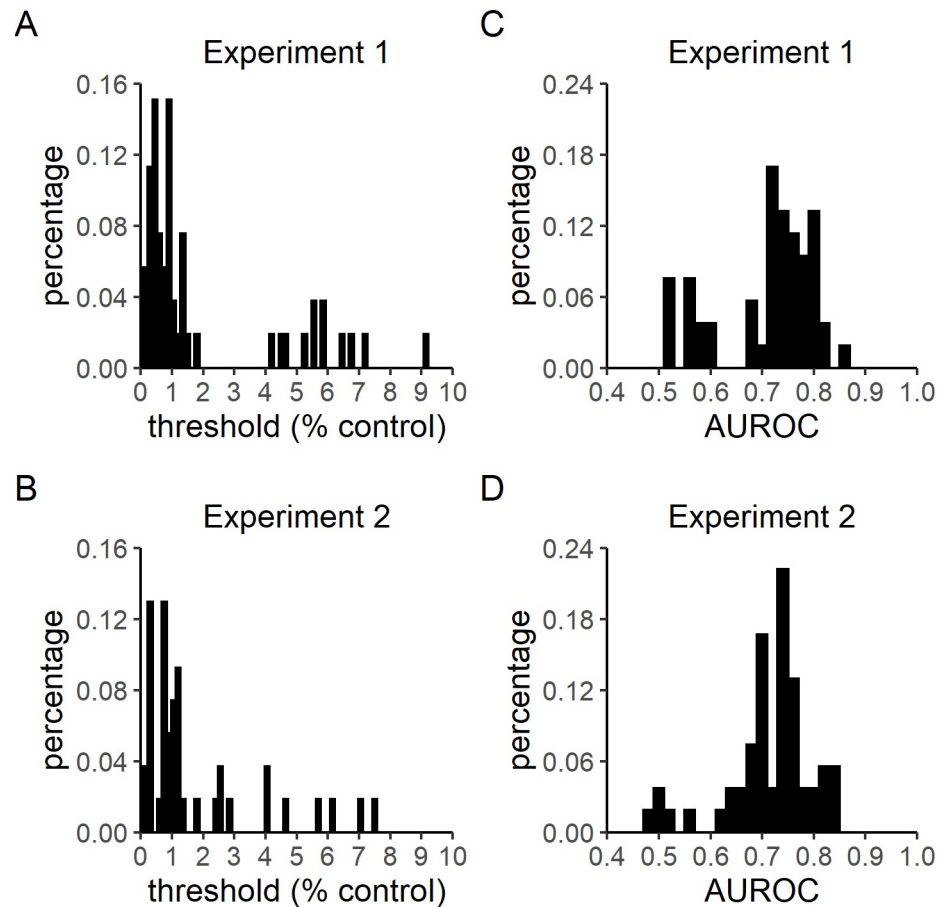 A
Experiment 1
0.16
0.12
0.08
0.04
0.00
percentage
0 1 2 3 4 5 6 7 8 9 10
threshold (% control)
C
Experiment 1
0.24
0.18
0.12
0.06
0.00
percentage
0.4 0.5 0.6 0.7 0.8 0.9 1.0
AUROC
B
Experiment 2
0.16
0.12
0.08
0.04
0.00
percentage
0 1 2 3 4 5 6 7 8 9 10
threshold (% control)
D
Experiment 2
0.24
0.18
0.12
0.06
0.00
percentage
0.4 0.5 0.6 0.7 0.8 0.9 1.0
AUROC